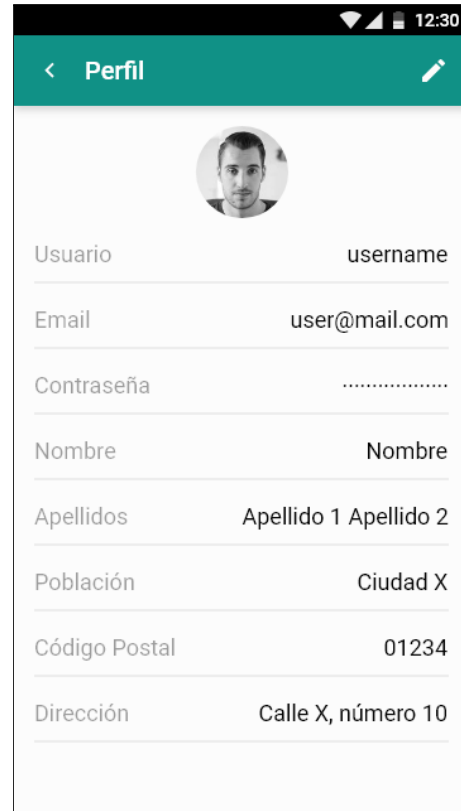 12:30
Perfil
Usuario username
Email user@mail.com
Contraseña ..................
Nombre Nombre
Apellidos Apellido 1 Apellido 2
Población Ciudad X
Código Postal 01234
Dirección Calle X, número 10